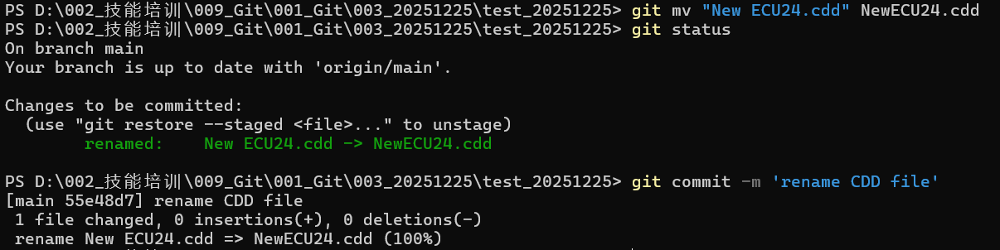 PS D:\002_技能培训\009_Git\001_Git\003_20251225\test_20251225> git mv "New ECU24.cdd" NewECU24.cdd
PS D:\002_技能培训\009_Git\001_Git\003_20251225\test_20251225> git status
On branch main
Your branch is up to date with 'origin/main'.
Changes to be committed:
  (use "git restore --staged <file>..." to unstage)
        renamed:    New ECU24.cdd -> NewECU24.cdd
PS D:\002_技能培训\009_Git\001_Git\003_20251225\test_20251225> git commit -m 'rename CDD file'
[main 55e48d7] rename CDD file
 1 file changed, 0 insertions(+), 0 deletions(-)
 rename New ECU24.cdd => NewECU24.cdd (100%)